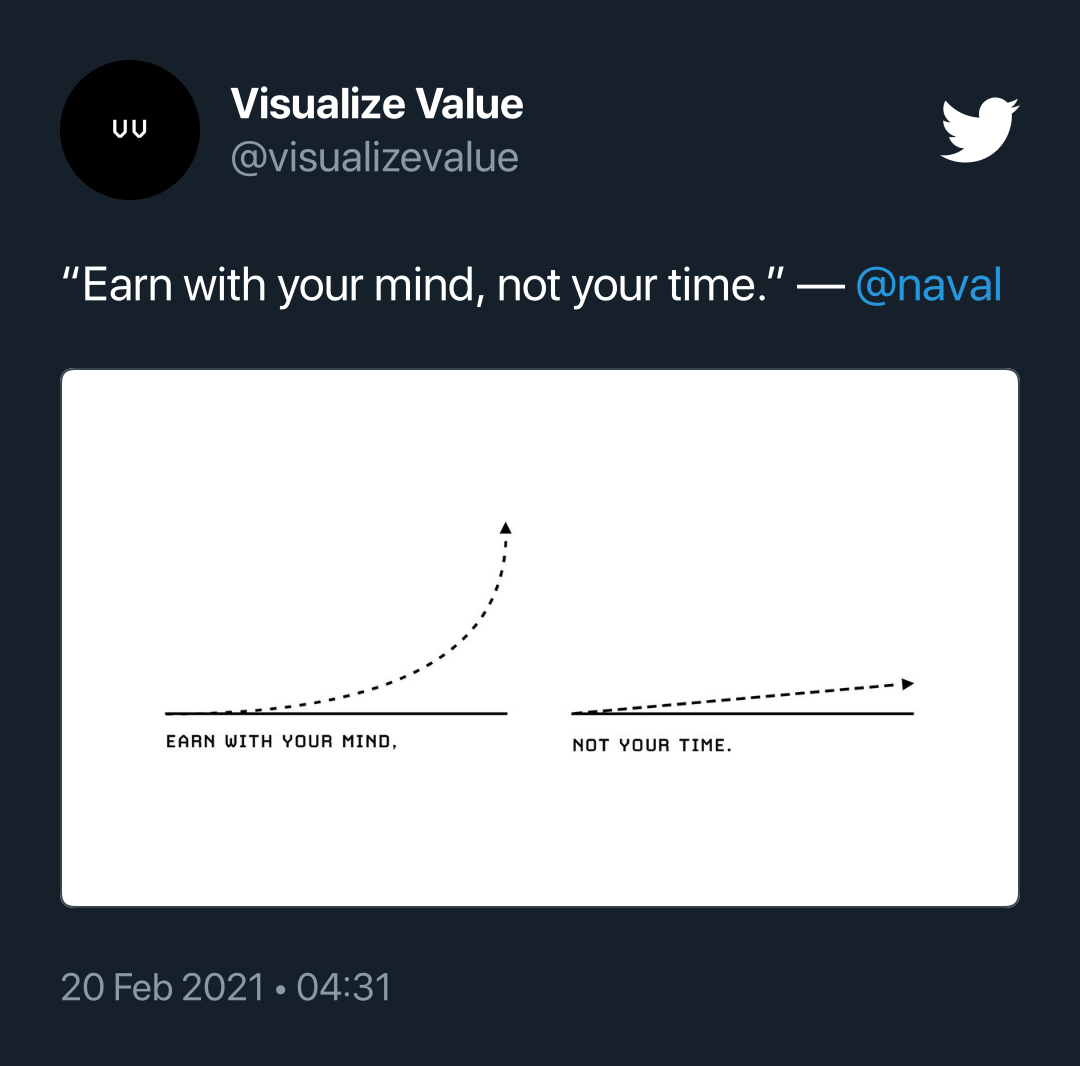 VV
Visualize Value
@visualizevalue
“Earn with your mind, not your time.” — @naval
EARN WITH YOUR MIND,
NOT YOUR TIME.
20 Feb 2021 • 04:31